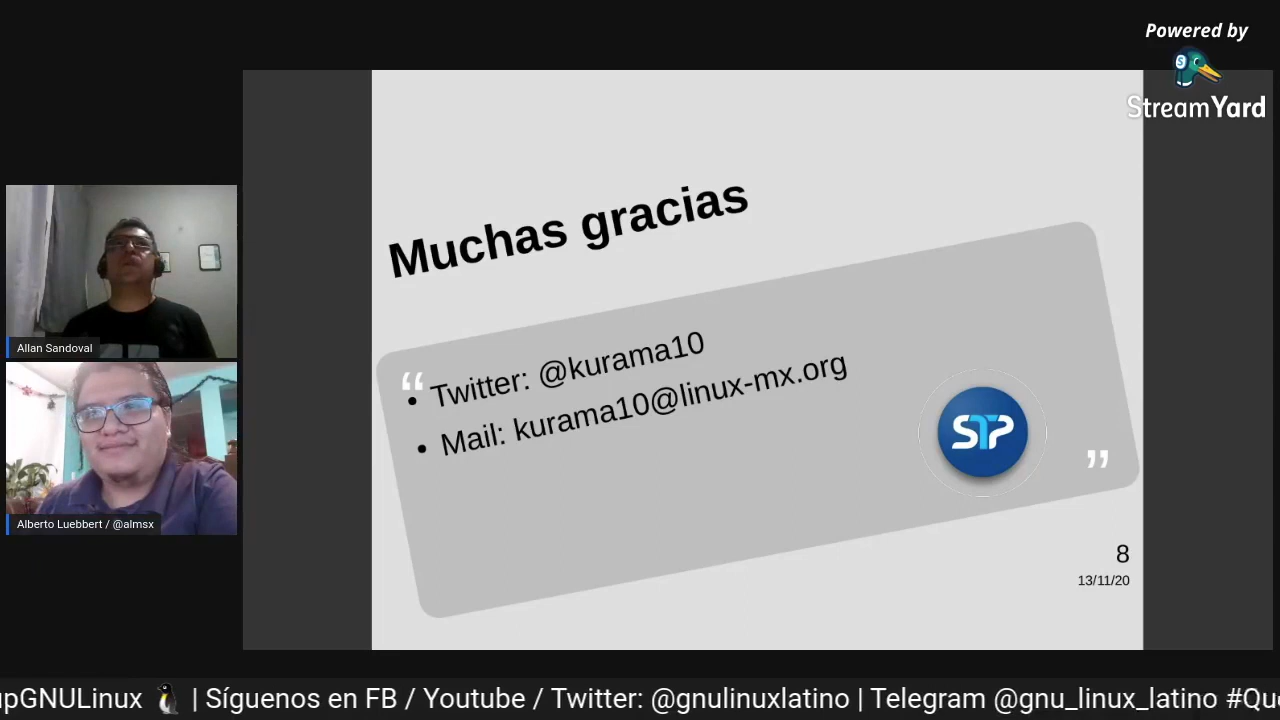 Powered by
StreamYard
Muchas gracias
“
• Twitter: @kurama10
• Mail: kurama10@linux-mx.org
STP
”
8
13/11/20
Allan Sandoval
Alberto Luebbert / @almsx
upGNULinux 🐧 | Síguenos en FB / Youtube / Twitter: @gnulinuxlatino | Telegram @gnu_linux_latino #Qu